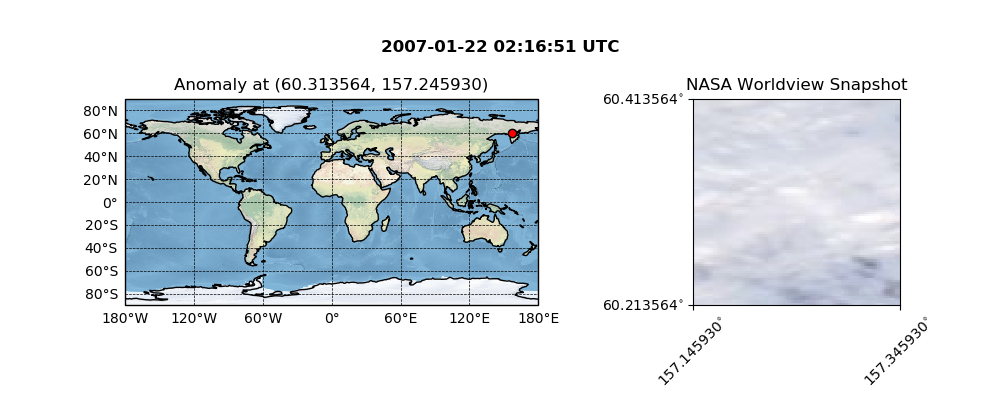 2007-01-22 02:16:51 UTC
Anomaly at (60.313564, 157.245930)
80°N
60°N
40°N
20°N
0°
20°S
40°S
60°S
80°S
180°W 120°W 60°W 0° 60°E 120°E 180°E
NASA Worldview Snapshot
60.413564°
60.213564°
157.145930° 157.345930°